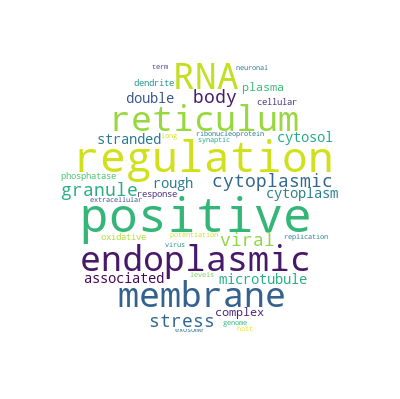 term
RNA
neuronal
dendrite
plasma
double
body
cellular
reticulum
ribonucleoprotein
stranded
long
cytosol
synaptic
regulation
phosphatase
rough
cytoplasmic
granule
response
cytoplasm
extracellular
positive
oxidative
potentiation
viral
replication
virus
endoplasmic
associated
levels
microtubule
membrane
stress
complex
genome
exosome
host